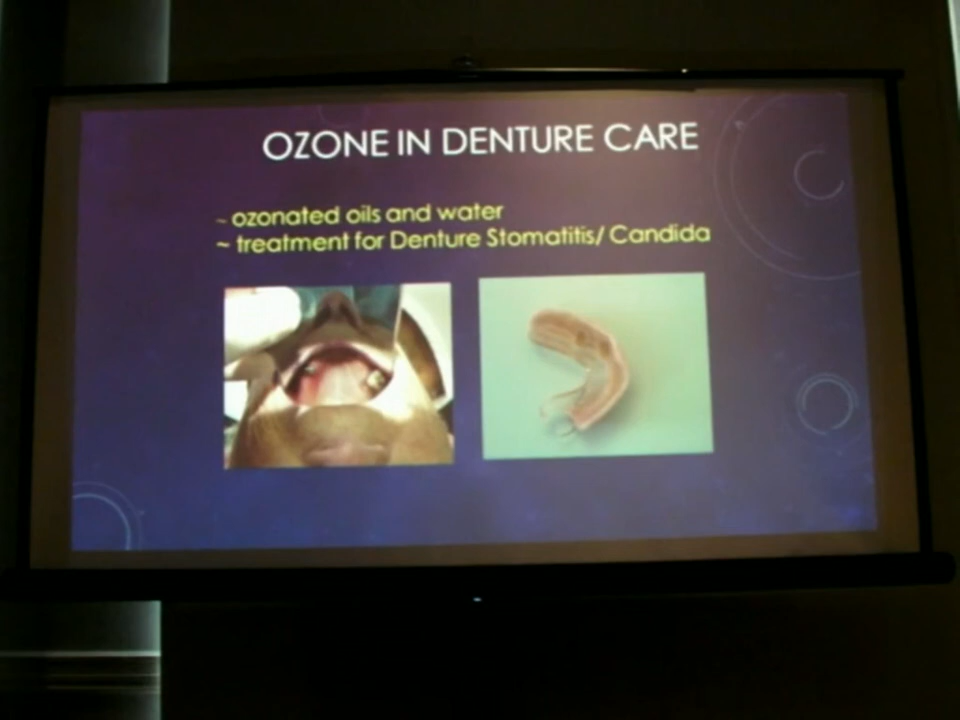 OZONE IN DENTURE CARE
~ ozonated oils and water
~ treatment for Denture Stomatitis/ Candida